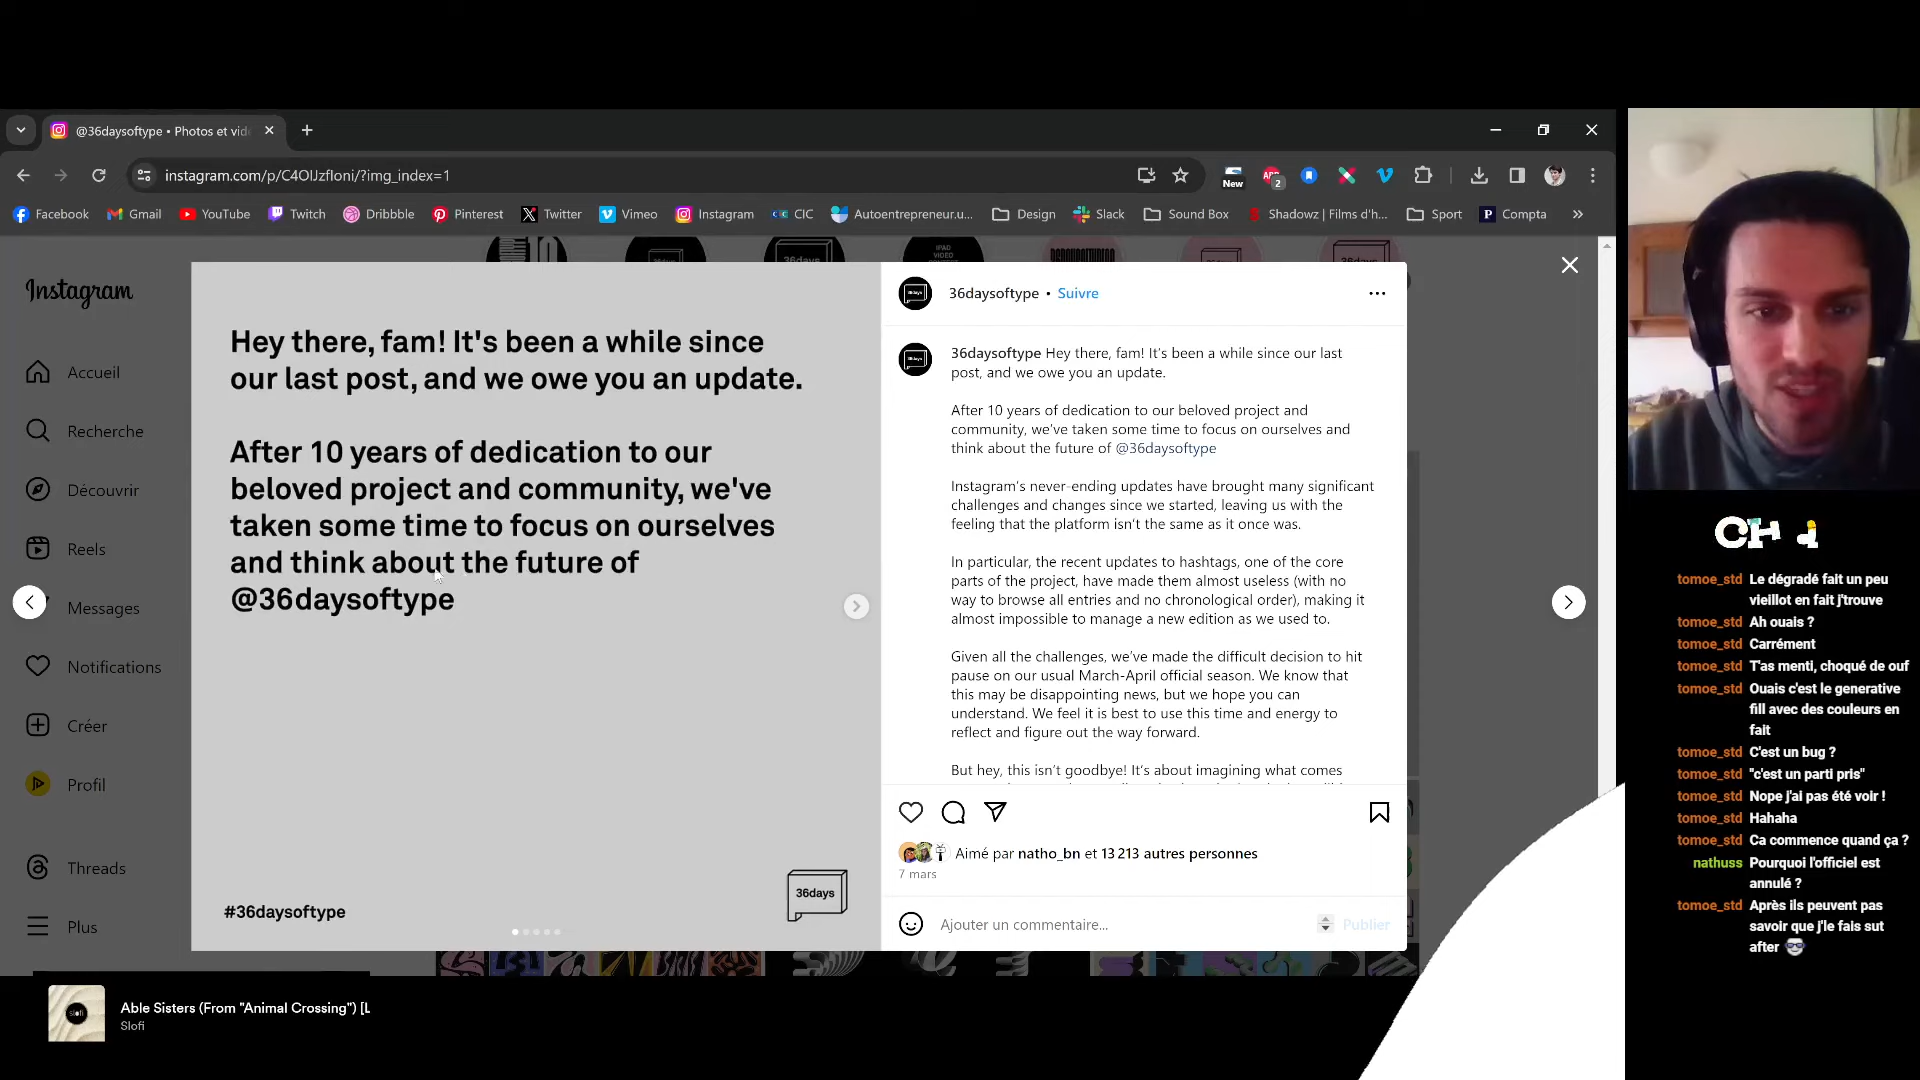 @36daysoftype • Photos et vid
instagram.com/p/C4OIJzfloni/?img_index=1
New
2
Facebook
Gmail
YouTube
Twitch
Dribbble
Pinterest
Twitter
Vimeo
Instagram
CIC
Autoentrepreneur.u...
Design
Slack
Sound Box
Shadowz | Films d'h...
Sport
Compta
Instagram
Accueil
Recherche
Découvrir
Reels
Messages
Notifications
Créer
Profil
Threads
Plus
Hey there, fam! It's been a while since
our last post, and we owe you an update.
After 10 years of dedication to our
beloved project and community, we've
taken some time to focus on ourselves
and think about the future of
@36daysoftype
#36daysoftype
36days
36daysoftype • Suivre
36daysoftype Hey there, fam! It's been a while since our last
post, and we owe you an update.
After 10 years of dedication to our beloved project and
community, we've taken some time to focus on ourselves and
think about the future of @36daysoftype
Instagram's never-ending updates have brought many significant
challenges and changes since we started, leaving us with the
feeling that the platform isn't the same as it once was.
In particular, the recent updates to hashtags, one of the core
parts of the project, have made them almost useless (with no
way to browse all entries and no chronological order), making it
almost impossible to manage a new edition as we used to.
Given all the challenges, we've made the difficult decision to hit
pause on our usual March-April official season. We know that
this may be disappointing news, but we hope you can
understand. We feel it is best to use this time and energy to
reflect and figure out the way forward.
But hey, this isn't goodbye! It's about imagining what comes
Aimé par natho_bn et 13 213 autres personnes
7 mars
Ajouter un commentaire...
Publier
tomoe_std Le dégradé fait un peu
vieillot en fait j'trouve
tomoe_std Ah ouais ?
tomoe_std Carrément
tomoe_std T'as menti, choqué de ouf
tomoe_std Ouais c'est le generative
fill avec des couleurs en
fait
tomoe_std C'est un bug ?
tomoe_std "c'est un parti pris"
tomoe_std Nope j'ai pas été voir !
tomoe_std Hahaha
tomoe_std Ca commence quand ça ?
nathuss Pourquoi l'officiel est
annulé ?
tomoe_std Après ils peuvent pas
savoir que j'le fais sut
after
slofi
Able Sisters (From "Animal Crossing") [L
Slofi